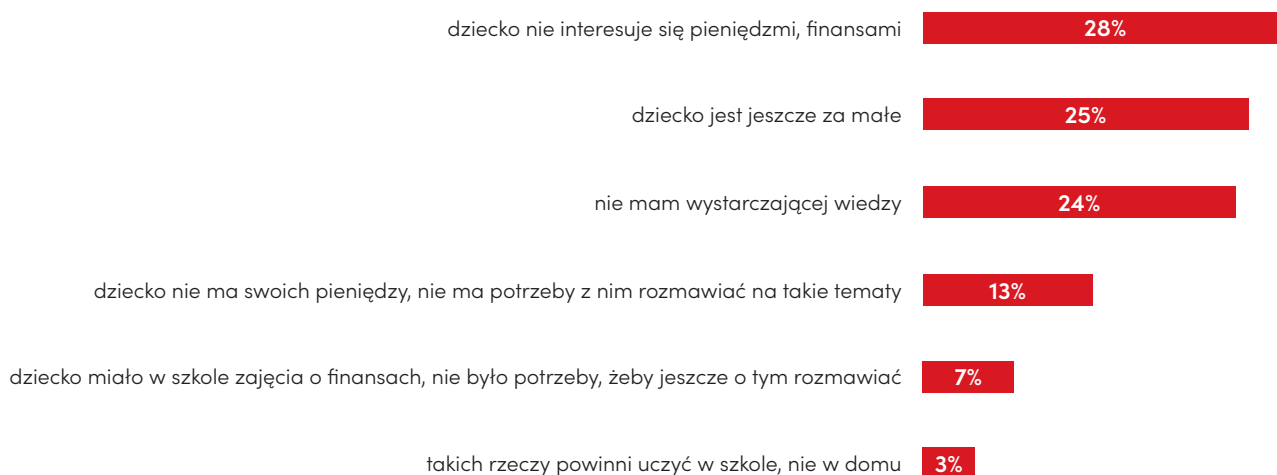 dziecko nie interesuje się pieniędzmi, finansami 28%
dziecko jest jeszcze za małe 25%
nie mam wystarczającej wiedzy 24%
dziecko nie ma swoich pieniędzy, nie ma potrzeby z nim rozmawiać na takie tematy 13%
dziecko miało w szkole zajęcia o finansach, nie było potrzeby, żeby jeszcze o tym rozmawiać 7%
takich rzeczy powinni uczyć w szkole, nie w domu 3%